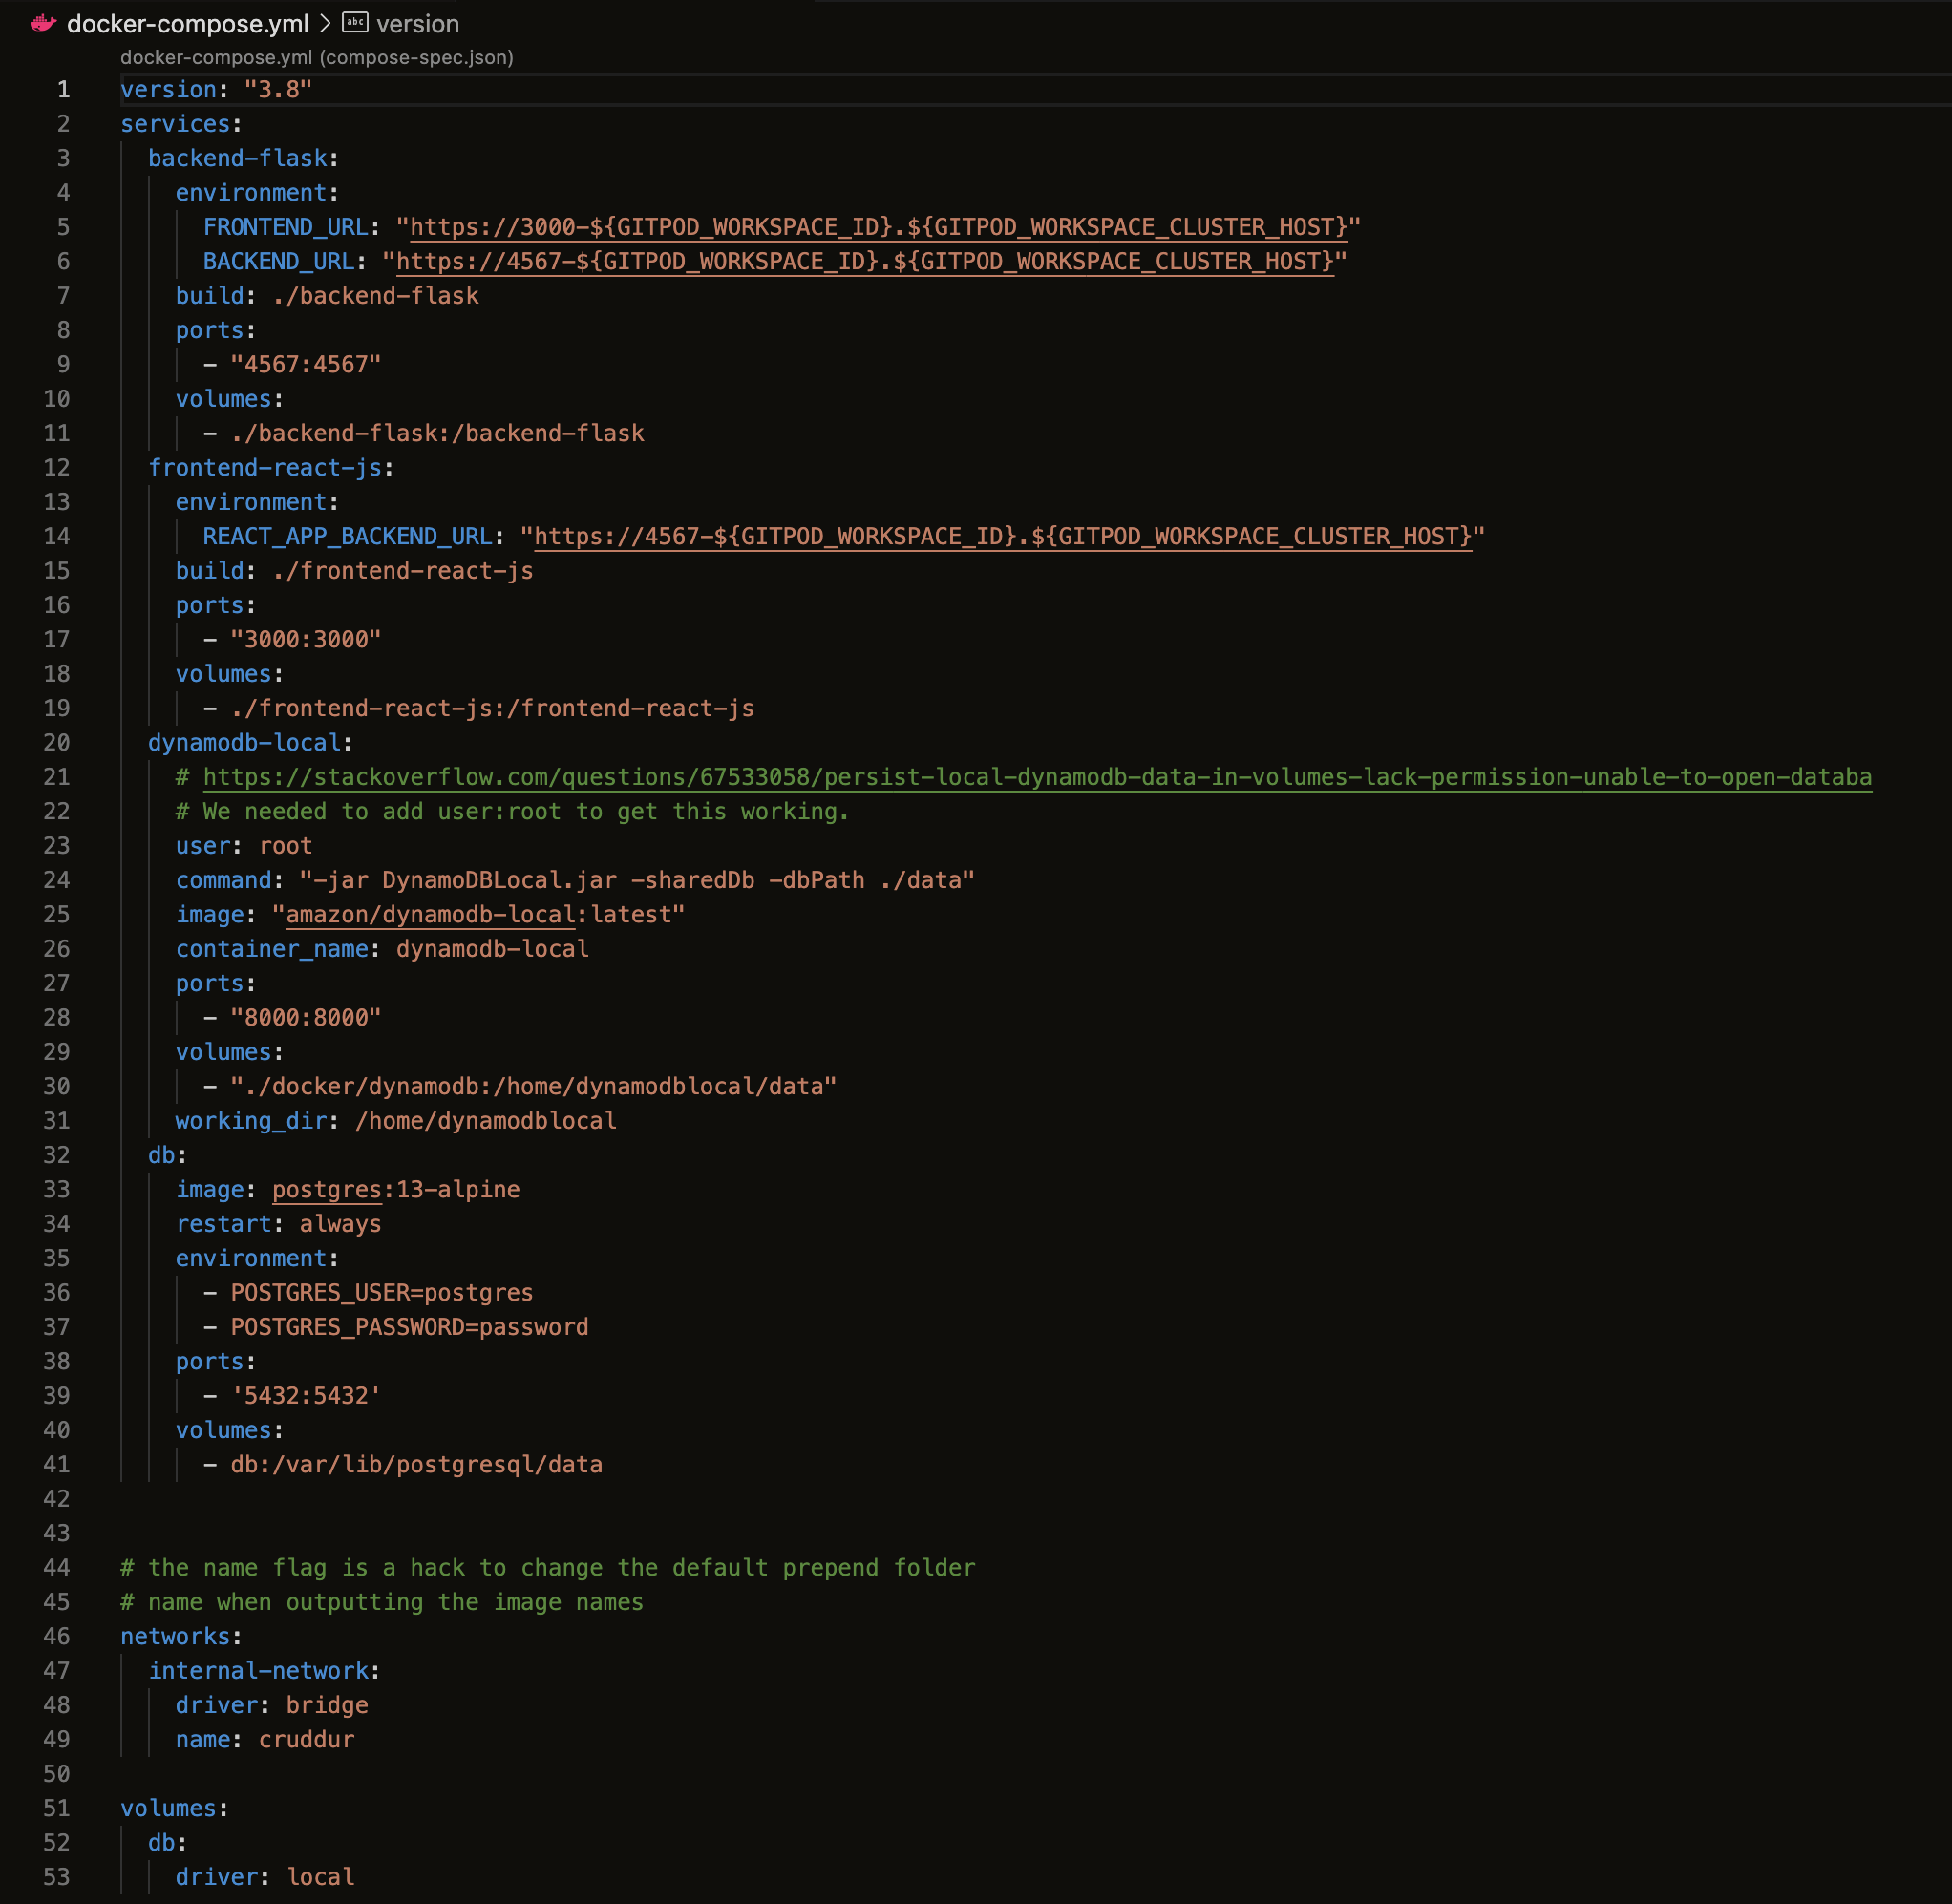 docker-compose.yml > abc version
docker-compose.yml (compose-spec.json)
1 version: "3.8"
2 services:
3   backend-flask:
4     environment:
5       FRONTEND_URL: "https://3000-${GITPOD_WORKSPACE_ID}.${GITPOD_WORKSPACE_CLUSTER_HOST}"
6       BACKEND_URL: "https://4567-${GITPOD_WORKSPACE_ID}.${GITPOD_WORKSPACE_CLUSTER_HOST}"
7     build: ./backend-flask
8     ports:
9       - "4567:4567"
10     volumes:
11       - ./backend-flask:/backend-flask
12   frontend-react-js:
13     environment:
14       REACT_APP_BACKEND_URL: "https://4567-${GITPOD_WORKSPACE_ID}.${GITPOD_WORKSPACE_CLUSTER_HOST}"
15     build: ./frontend-react-js
16     ports:
17       - "3000:3000"
18     volumes:
19       - ./frontend-react-js:/frontend-react-js
20   dynamodb-local:
21     # https://stackoverflow.com/questions/67533058/persist-local-dynamodb-data-in-volumes-lack-permission-unable-to-open-databa
22     # We needed to add user:root to get this working.
23     user: root
24     command: "-jar DynamoDBLocal.jar -sharedDb -dbPath ./data"
25     image: "amazon/dynamodb-local:latest"
26     container_name: dynamodb-local
27     ports:
28       - "8000:8000"
29     volumes:
30       - "./docker/dynamodb:/home/dynamodblocal/data"
31     working_dir: /home/dynamodblocal
32   db:
33     image: postgres:13-alpine
34     restart: always
35     environment:
36       - POSTGRES_USER=postgres
37       - POSTGRES_PASSWORD=password
38     ports:
39       - '5432:5432'
40     volumes:
41       - db:/var/lib/postgresql/data
42
43
44 # the name flag is a hack to change the default prepend folder
45 # name when outputting the image names
46 networks:
47   internal-network:
48     driver: bridge
49     name: cruddur
50
51 volumes:
52   db:
53     driver: local